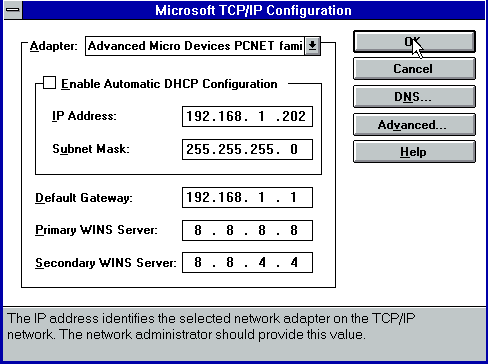 Microsoft TCP/IP Configuration
Adapter: Advanced Micro Devices PCNET fami
Enable Automatic DHCP Configuration
IP Address: 192.168. 1 .202
Subnet Mask: 255.255.255. 0
Default Gateway: 192.168. 1 . 1
Primary WINS Server: 8 . 8 . 8 . 8
Secondary WINS Server: 8 . 8 . 4 . 4
OK
Cancel
DNS...
Advanced...
Help
The IP address identifies the selected network adapter on the TCP/IP
network. The network administrator should provide this value.